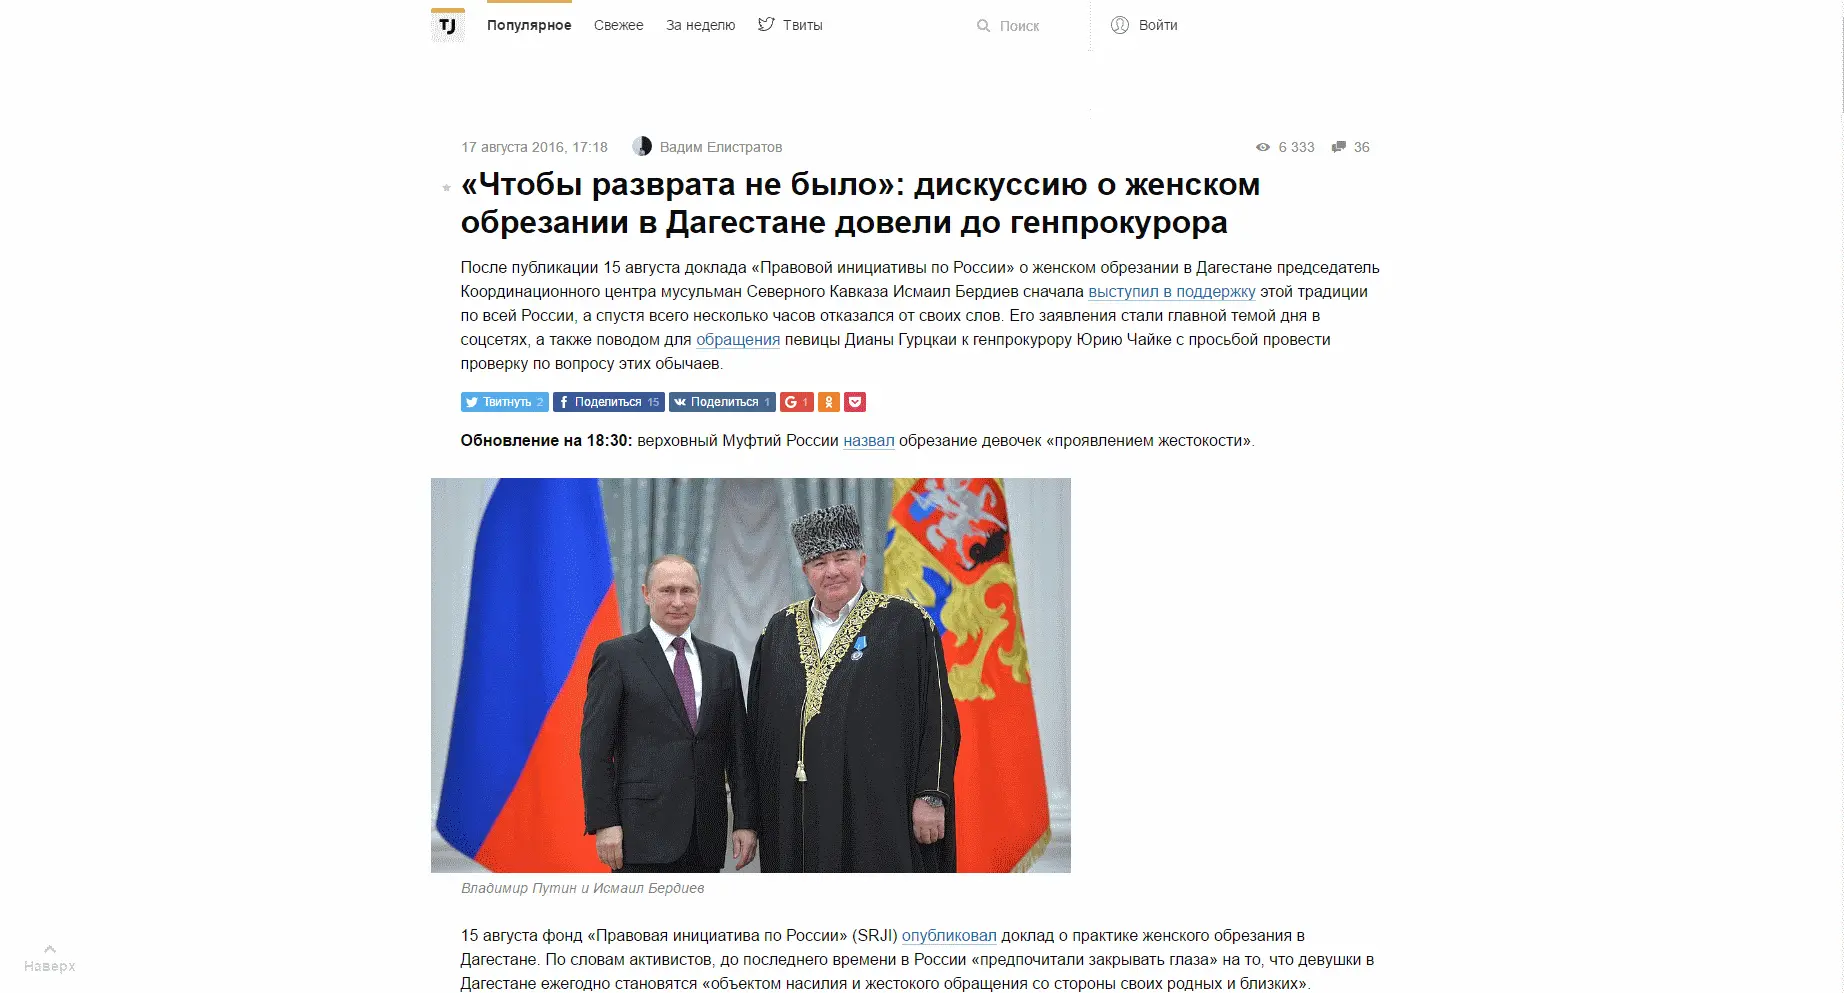 TJ
Популярное Свежее За неделю Твиты Поиск Войти
17 августа 2016, 17:18 Вадим Елистратов 6 333 36
«Чтобы разврата не было»: дискуссию о женском
обрезании в Дагестане довели до генпрокурора
После публикации 15 августа доклада «Правовой инициативы по России» о женском обрезании в Дагестане председатель
Координационного центра мусульман Северного Кавказа Исмаил Бердиев сначала выступил в поддержку этой традиции
по всей России, а спустя всего несколько часов отказался от своих слов. Его заявления стали главной темой дня в
соцсетях, а также поводом для обращения певицы Дианы Гурцкаи к генпрокурору Юрию Чайке с просьбой провести
проверку по вопросу этих обычаев.
Твитнуть 2 Поделиться 15 Поделиться 1 G 1
Обновление на 18:30: верховный Муфтий России назвал обрезание девочек «проявлением жестокости».
Владимир Путин и Исмаил Бердиев
15 августа фонд «Правовая инициатива по России» (SRJI) опубликовал доклад о практике женского обрезания в
Дагестане. По словам активистов, до последнего времени в России «предпочитали закрывать глаза» на то, что девушки в
Дагестане ежегодно становятся «объектом насилия и жестокого обращения со стороны своих родных и близких».
Наверх